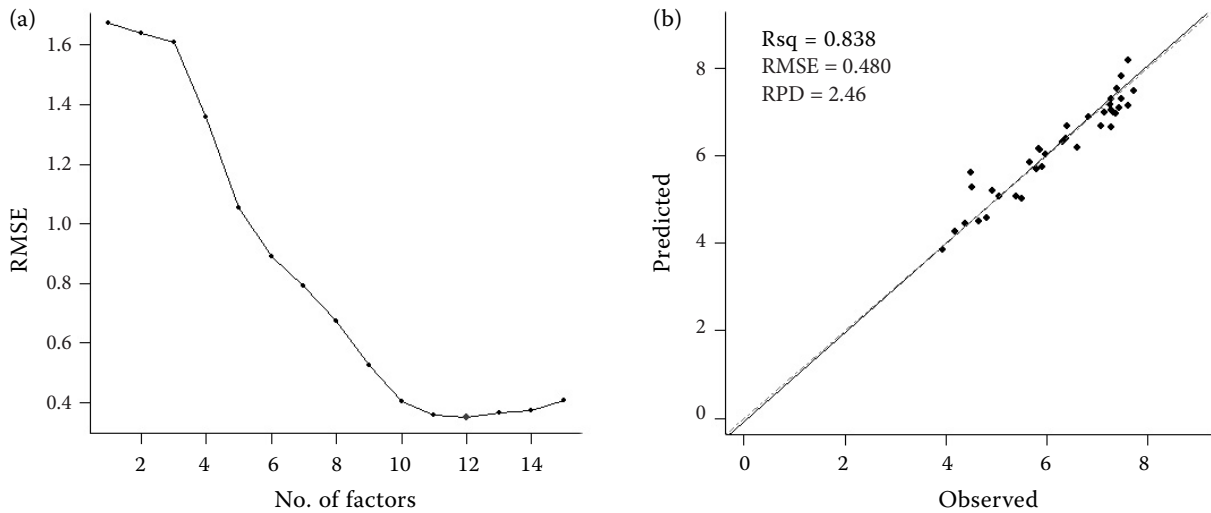 (a)
1.6
1.4
1.2
1.0
0.8
0.6
0.4
RMSE
2 4 6 8 10 12 14
No. of factors
(b)
Rsq = 0.838
RMSE = 0.480
RPD = 2.46
8
6
4
2
0
Predicted
0 2 4 6 8
Observed